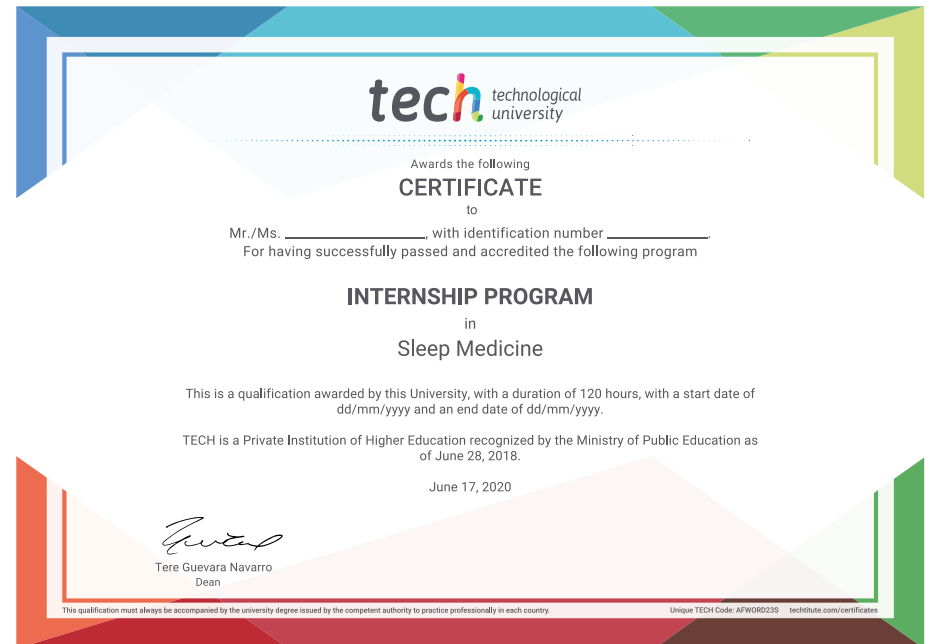 tech technological
university
Awards the following
CERTIFICATE
to
Mr./Ms. ____________________, with identification number ______________.
For having successfully passed and accredited the following program
INTERNSHIP PROGRAM
in
Sleep Medicine
This is a qualification awarded by this University, with a duration of 120 hours, with a start date of
dd/mm/yyyy and an end date of dd/mm/yyyy.
TECH is a Private Institution of Higher Education recognized by the Ministry of Public Education as
of June 28, 2018.
June 17, 2020
Tere Guevara Navarro
Dean
This qualification must always be accompanied by the university degree issued by the competent authority to practice professionally in each country.
Unique TECH Code: AFWORD23S techtitute.com/certificates